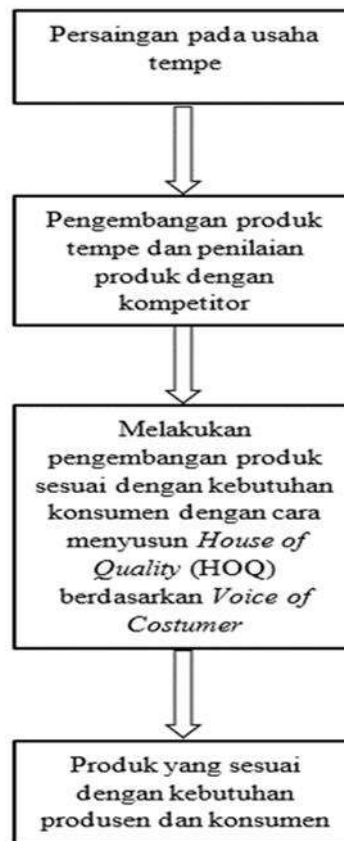 Persaingan pada usaha
tempe
Pengembangan produk
tempe dan penilaian
produk dengan
kompetitor
Melakukan
pengembangan produk
sesuai dengan kebutuhan
konsumen dengan cara
menyusun House of
Quality (HOQ)
berdasarkan Voice of
Costumer
Produk yang sesuai
dengan kebutuhan
produsen dan konsumen